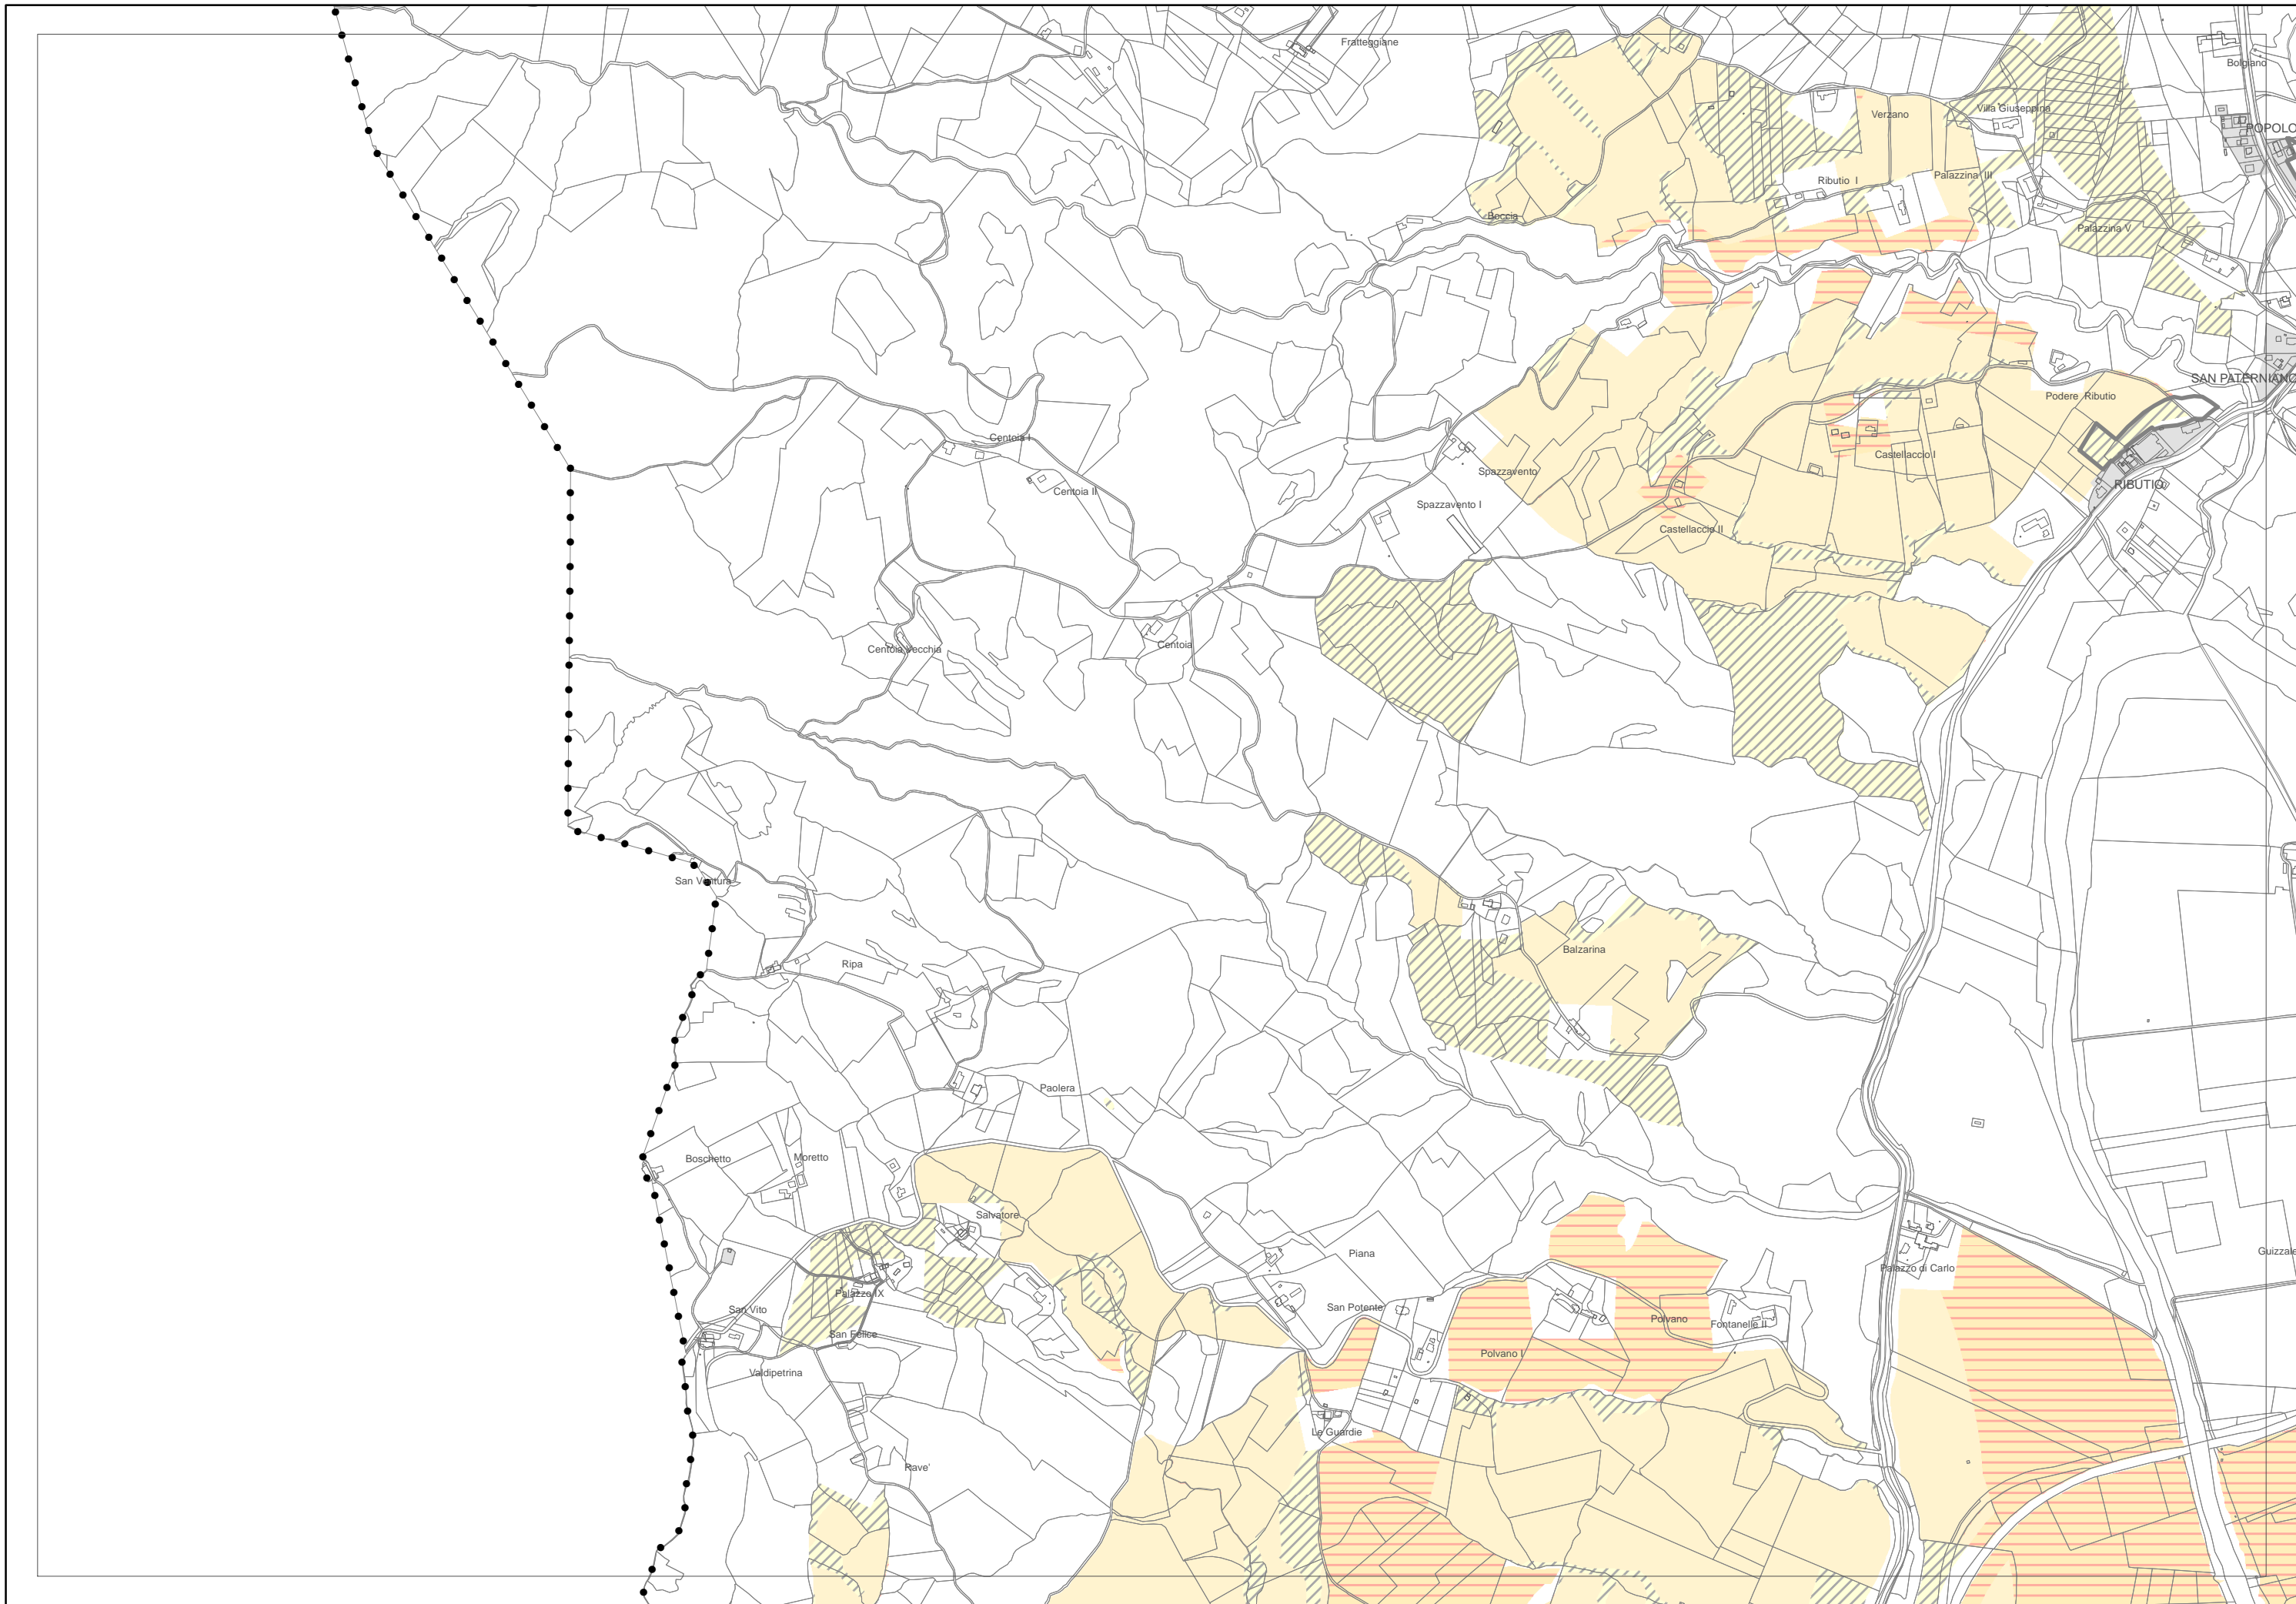 Fratteggiane
Bolgiano
Villa Giuseppina
Verzano
POPOLO
Ributio I
Palazzina III
Boccia
Palazzina V
SAN PATERNIANO
Podere Ributio
Centoia I
Castellaccio I
Spazzavento
RIBUTIO
Centoia II
Spazzavento I
Castellaccio II
Centoia Vecchia
Centoia
San Ventura
Balzarina
Ripa
Paolera
Boschetto
Moretto
Salvatore
Piana
Guizzale
Palazzo di Carlo
Palazzo IX
San Vito
San Potente
Polvano
Fontanelle II
San Felice
Polvano I
Valdipetrina
Le Guardie
Rave'